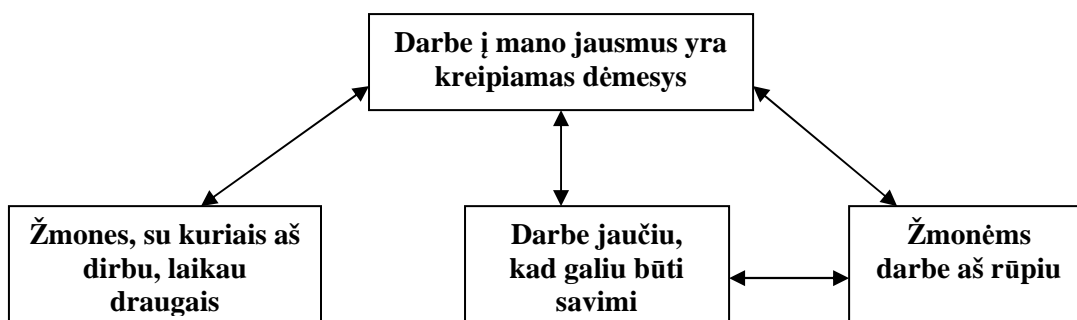 Darbe į mano jausmus yra
kreipiamas dėmesys
Žmones, su kuriais aš
dirbu, laikau
draugais
Darbe jaučiu,
kad galiu būti
savimi
Žmonėms
darbe aš rūpiu